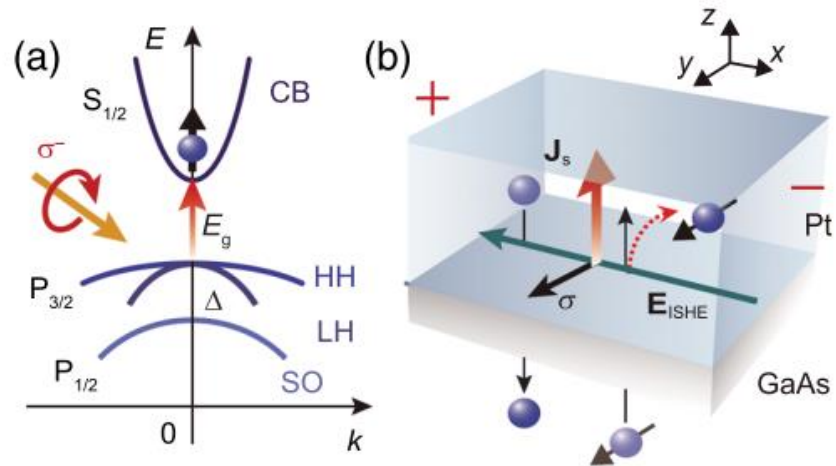 (a)
E
S1/2
CB
σ−
Eg
P3/2
HH
Δ
LH
P1/2
SO
0
k
(b)
z
y
x
+
Js
−
Pt
σ
EISHE
GaAs